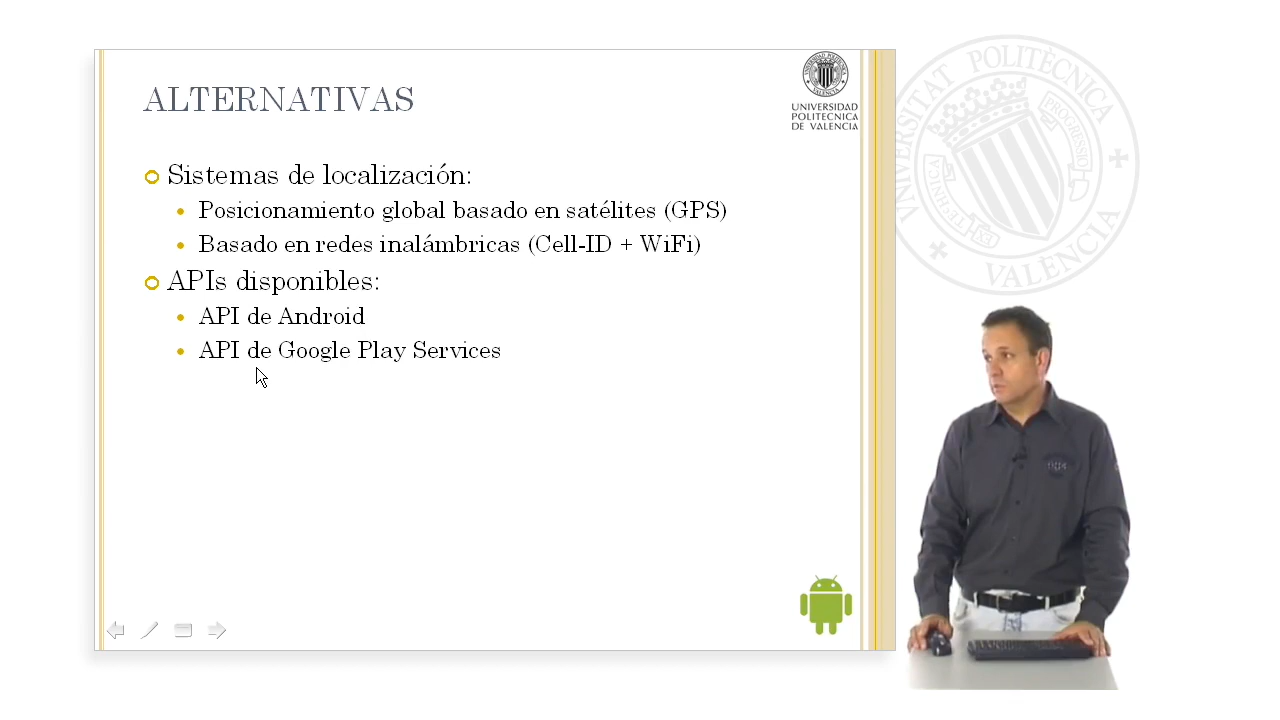 ALTERNATIVAS
UNIVERSIDAD
POLITECNICA
DE VALENCIA
Sistemas de localización:
Posicionamiento global basado en satélites (GPS)
Basado en redes inalámbricas (Cell-ID + WiFi)
APIs disponibles:
API de Android
API de Google Play Services
UNIVERSITAT POLITÈCNICA
VALÈNCIA